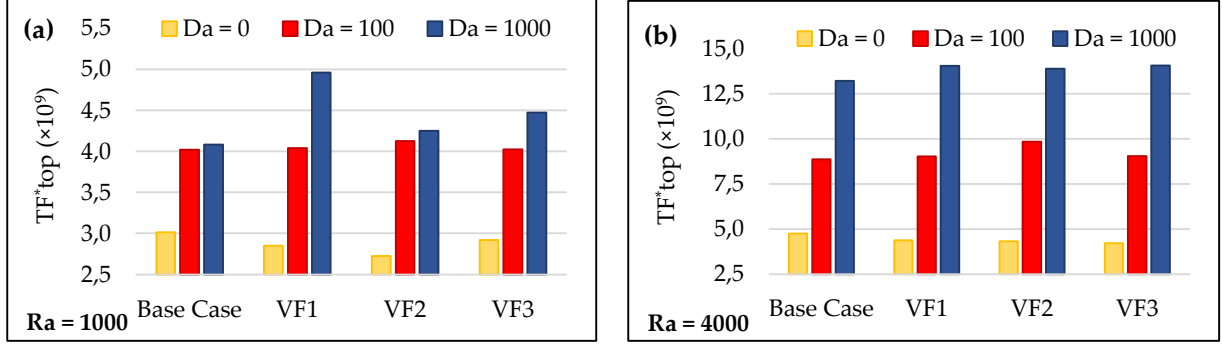 (a)
5,5
Da = 0
Da = 100
Da = 1000
5,0
4,5
4,0
3,5
3,0
2,5
TF*top (×10⁹)
Base Case
VF1
VF2
VF3
Ra = 1000
(b)
Da = 0
Da = 100
Da = 1000
15,0
12,5
10,0
7,5
5,0
2,5
TF*top (×10⁹)
Base Case
VF1
VF2
VF3
Ra = 4000